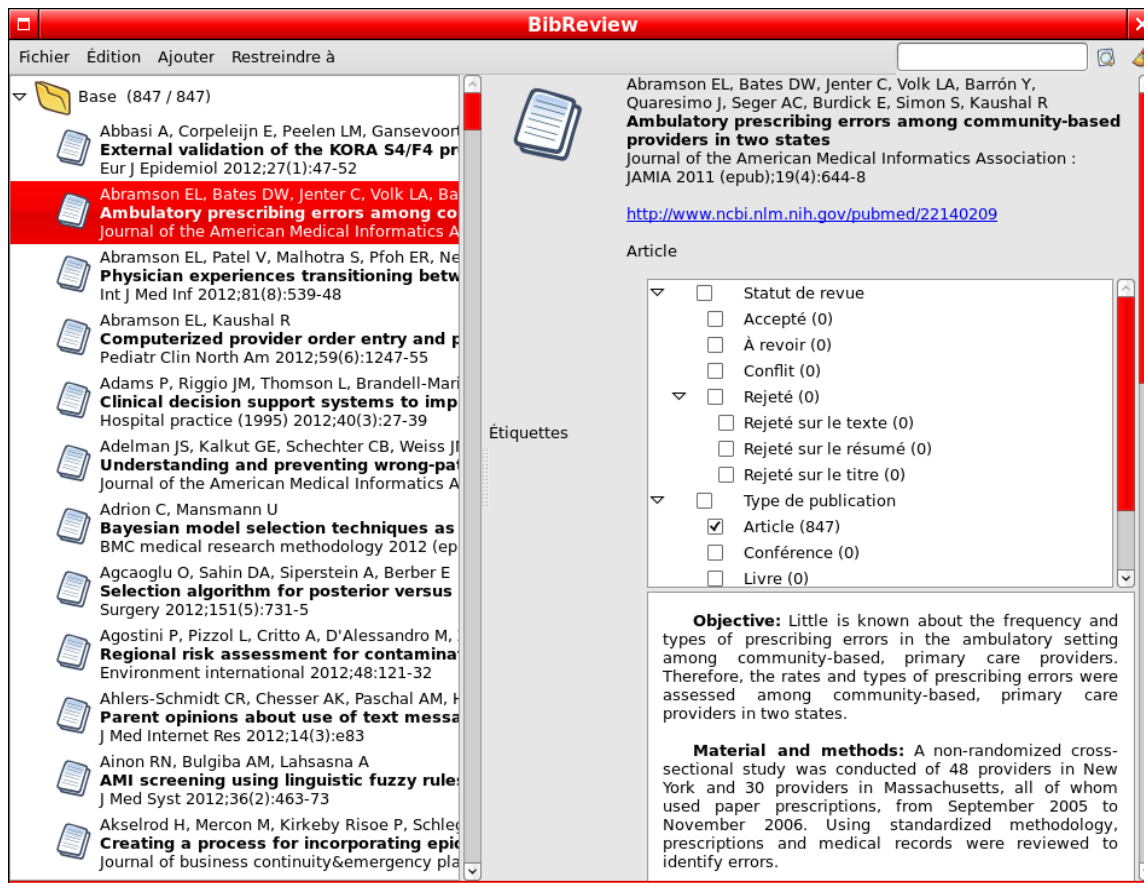 BibReview
Fichier Édition Ajouter Restreindre à
Base (847 / 847)
Abbasi A, Corpeleijn E, Peelen LM, Gansevoort
External validation of the KORA S4/F4 pr
Eur J Epidemiol 2012;27(1):47-52
Abramson EL, Bates DW, Jenter C, Volk LA, Ba
Ambulatory prescribing errors among co
Journal of the American Medical Informatics A
Abramson EL, Patel V, Malhotra S, Pfoh ER, Ne
Physician experiences transitioning betw
Int J Med Inf 2012;81(8):539-48
Abramson EL, Kaushal R
Computerized provider order entry and p
Pediatr Clin North Am 2012;59(6):1247-55
Adams P, Riggio JM, Thomson L, Brandell-Mari
Clinical decision support systems to imp
Hospital practice (1995) 2012;40(3):27-39
Adelman JS, Kalkut GE, Schechter CB, Weiss J
Understanding and preventing wrong-pat
Journal of the American Medical Informatics A
Adrion C, Mansmann U
Bayesian model selection techniques as
BMC medical research methodology 2012 (ep
Agcaoglu O, Sahin DA, Siperstein A, Berber E
Selection algorithm for posterior versus
Surgery 2012;151(5):731-5
Agostini P, Pizzol L, Critto A, D'Alessandro M,
Regional risk assessment for contamina
Environment international 2012;48:121-32
Ahlers-Schmidt CR, Chesser AK, Paschal AM, H
Parent opinions about use of text messa
J Med Internet Res 2012;14(3):e83
Ainon RN, Bulgiba AM, Lahsasna A
AMI screening using linguistic fuzzy rules
J Med Syst 2012;36(2):463-73
Akselrod H, Mercon M, Kirkeby Risoe P, Schleg
Creating a process for incorporating epid
Journal of business continuity&emergency pla
Abramson EL, Bates DW, Jenter C, Volk LA, Barrón Y,
Quaresimo J, Seger AC, Burdick E, Simon S, Kaushal R
Ambulatory prescribing errors among community-based
providers in two states
Journal of the American Medical Informatics Association :
JAMIA 2011 (epub);19(4):644-8
http://www.ncbi.nlm.nih.gov/pubmed/22140209
Article
Étiquettes
Statut de revue
Accepté (0)
À revoir (0)
Conflit (0)
Rejeté (0)
Rejeté sur le texte (0)
Rejeté sur le résumé (0)
Rejeté sur le titre (0)
Type de publication
Article (847)
Conférence (0)
Livre (0)
Objective: Little is known about the frequency and
types of prescribing errors in the ambulatory setting
among community-based, primary care providers.
Therefore, the rates and types of prescribing errors were
assessed among community-based, primary care
providers in two states.
Material and methods: A non-randomized cross-
sectional study was conducted of 48 providers in New
York and 30 providers in Massachusetts, all of whom
used paper prescriptions, from September 2005 to
November 2006. Using standardized methodology,
prescriptions and medical records were reviewed to
identify errors.